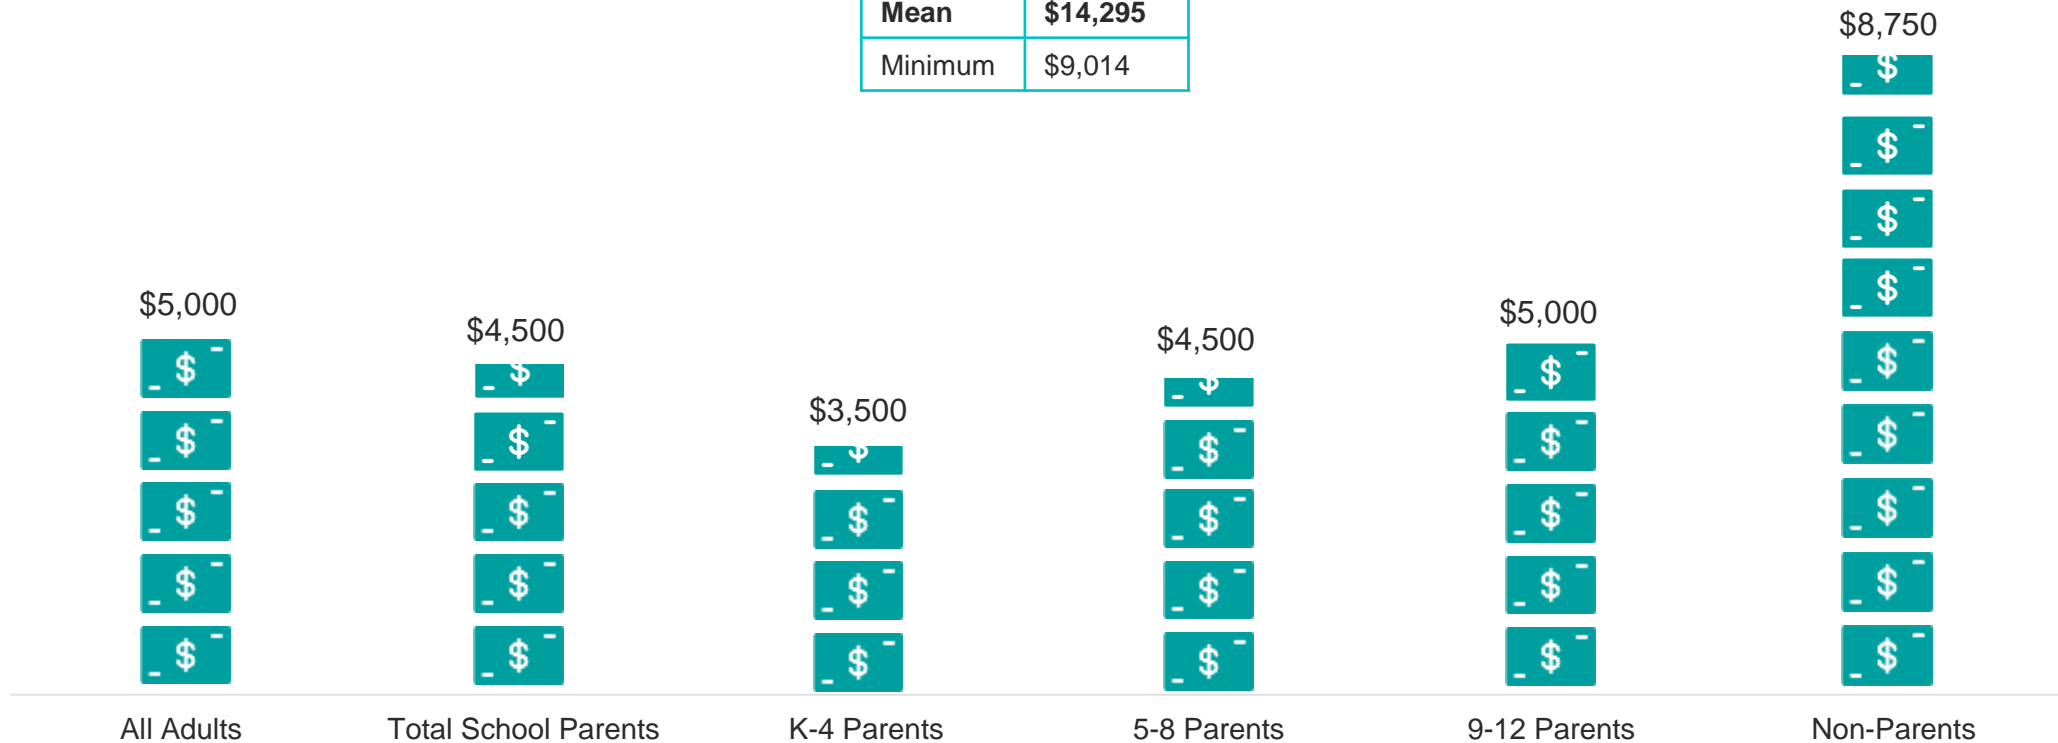 Mean $14,295
Minimum $9,014
$8,750
$5,000
$4,500
$3,500
$4,500
$5,000
All Adults
Total School Parents
K-4 Parents
5-8 Parents
9-12 Parents
Non-Parents